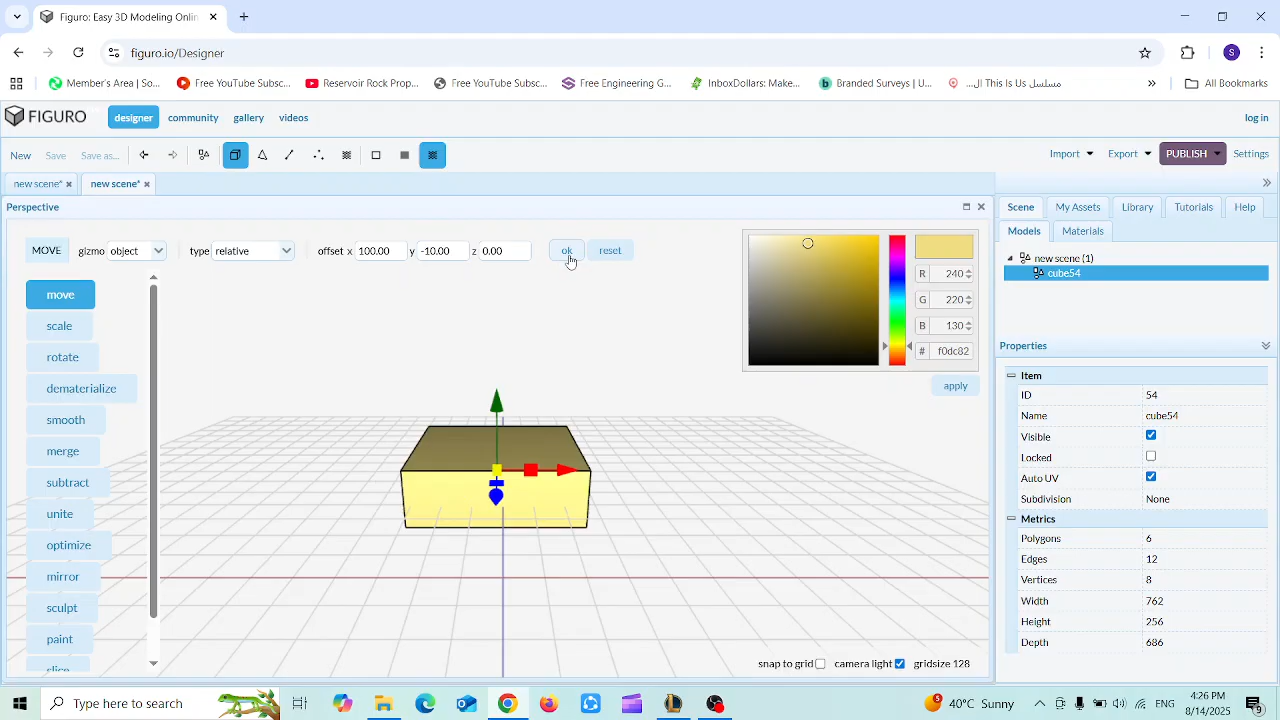 Figuro: Easy 3D Modeling Onlin
figuro.io/Designer
Member's Area | So...
Free YouTube Subsc...
Reservoir Rock Prop...
Free YouTube Subsc...
Free Engineering G...
InboxDollars: Make...
Branded Surveys | U...
مسلسل This Is Us ال...
All Bookmarks
FIGURO
designer
community
gallery
videos
log in
New
Save
Save as...
Import
Export
PUBLISH
Settings
new scene*
new scene*
Perspective
Scene
My Assets
Library
Tutorials
Help
Models
Materials
MOVE
gizmo
object
relative
offset x 100.00 y -10.00 z 0.00
ok
reset
new scene (1)
cube54
R 240
G 220
B 130
# f0dc82
apply
move
scale
rotate
dematerialize
smooth
merge
subtract
unite
optimize
mirror
sculpt
paint
slice
Properties
Item
ID 54
Name cube54
Visible
Locked
Auto UV
Subdivision None
Metrics
Polygons 6
Edges 12
Vertices 8
Width 762
Height 256
Depth 686
snap to grid
camera light
gridsize 128
Type here to search
40°C Sunny
4:26 PM
8/14/2025